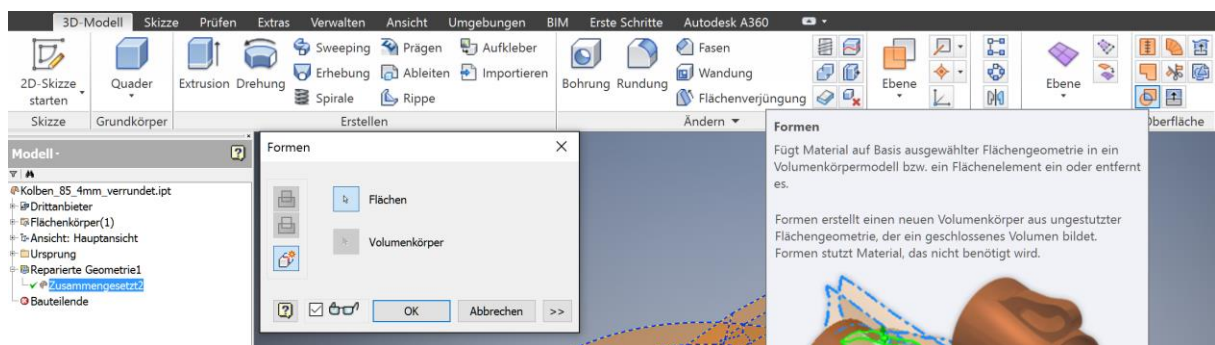 3D-Modell Skizze Prüfen Extras Verwalten Ansicht Umgebungen BIM Erste Schritte Autodesk A360
Sweeping Prägen Aufkleber Fasen
2D-Skizze starten Quader Extrusion Drehung Erhebung Ableiten Importieren Bohrung Rundung Wandung Ebene Ebene
Spirale Rippe Flächenverjüngung
Skizze Grundkörper Erstellen Ändern Oberfläche
Modell
Kolben_85_4mm_verrundet.ipt
Drittanbieter
Flächenkörper(1)
Ansicht: Hauptansicht
Ursprung
Reparierte Geometrie1
Zusammengesetzt2
Bauteilende
Formen
Flächen
Volumenkörper
OK Abbrechen >>
Formen
Fügt Material auf Basis ausgewählter Flächengeometrie in ein
Volumenkörpermodell bzw. ein Flächenelement ein oder entfernt
es.
Formen erstellt einen neuen Volumenkörper aus ungestutzter
Flächengeometrie, der ein geschlossenes Volumen bildet.
Formen stutzt Material, das nicht benötigt wird.